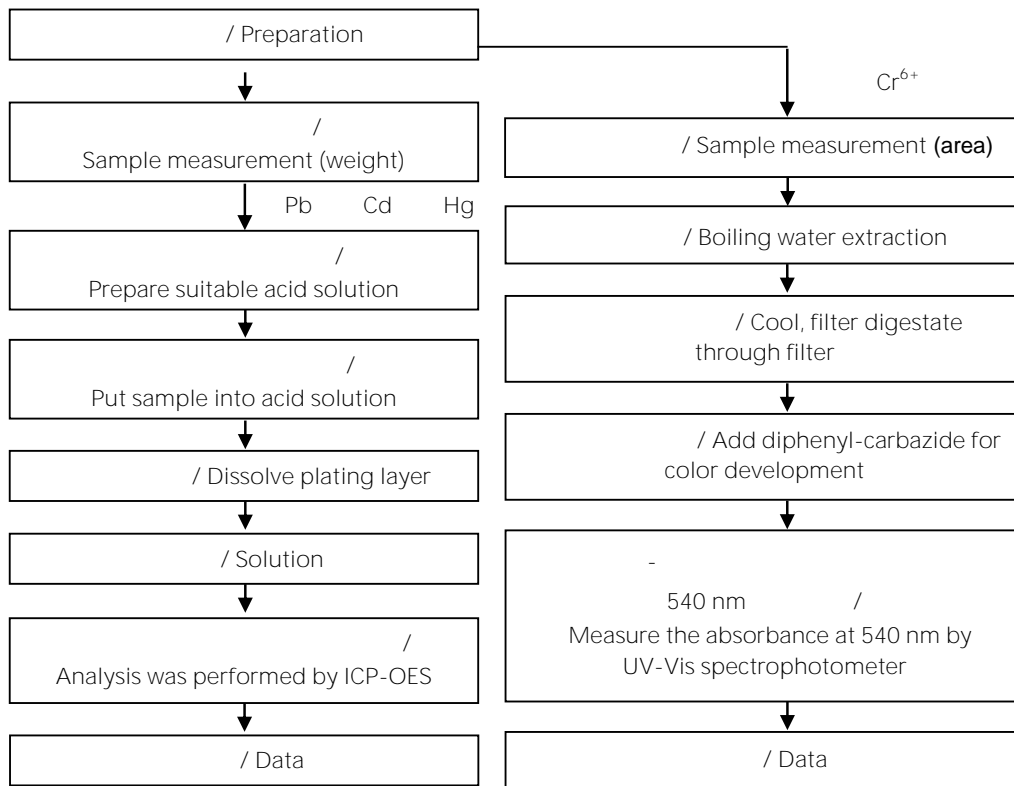 / Preparation
/
Sample measurement (weight)
Pb Cd Hg
/
Prepare suitable acid solution
/
Put sample into acid solution
/ Dissolve plating layer
/ Solution
/
Analysis was performed by ICP-OES
/ Data
Cr6+
/ Sample measurement (area)
/ Boiling water extraction
/ Cool, filter digestate
through filter
/ Add diphenyl-carbazide for
color development
-
540 nm /
Measure the absorbance at 540 nm by
UV-Vis spectrophotometer
/ Data